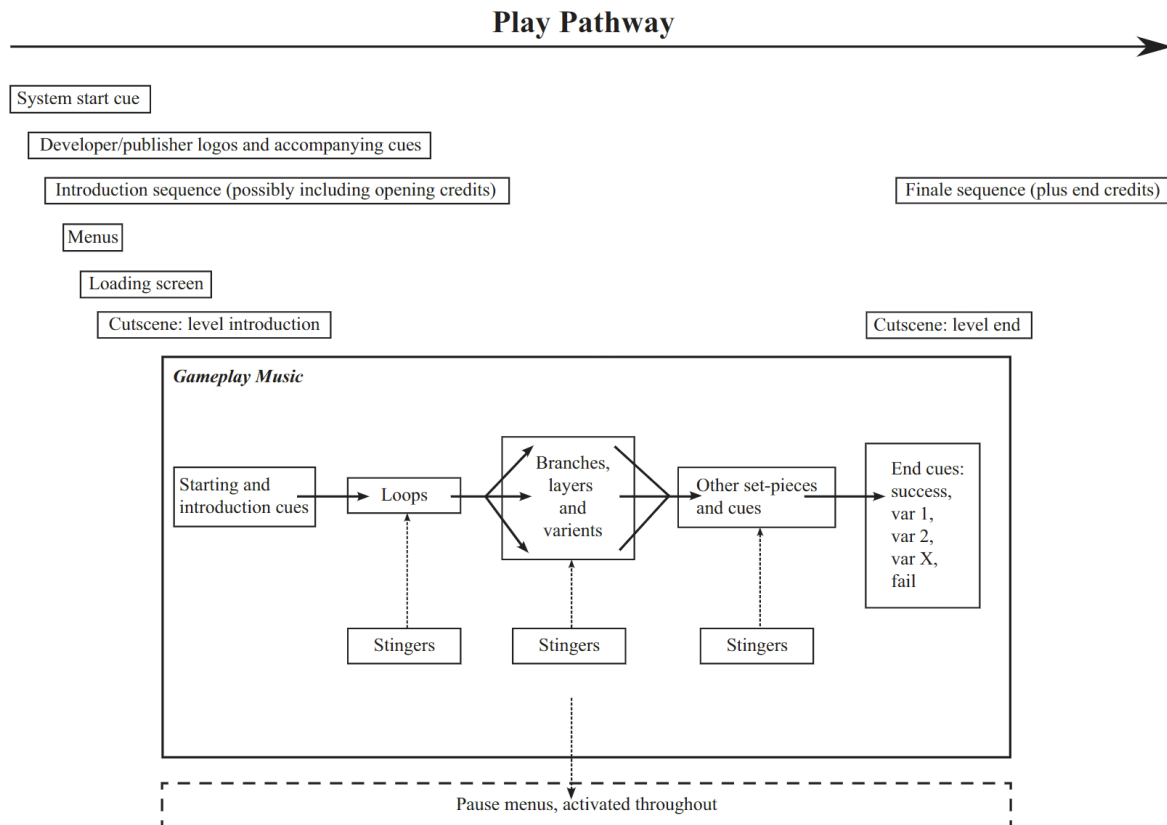 Play Pathway
System start cue
Developer/publisher logos and accompanying cues
Introduction sequence (possibly including opening credits)
Finale sequence (plus end credits)
Menus
Loading screen
Cutscene: level introduction
Cutscene: level end
Gameplay Music
Starting and
introduction cues
Loops
Branches,
layers
and
varients
Other set-pieces
and cues
End cues:
success,
var 1,
var 2,
var X,
fail
Stingers
Stingers
Stingers
Pause menus, activated throughout